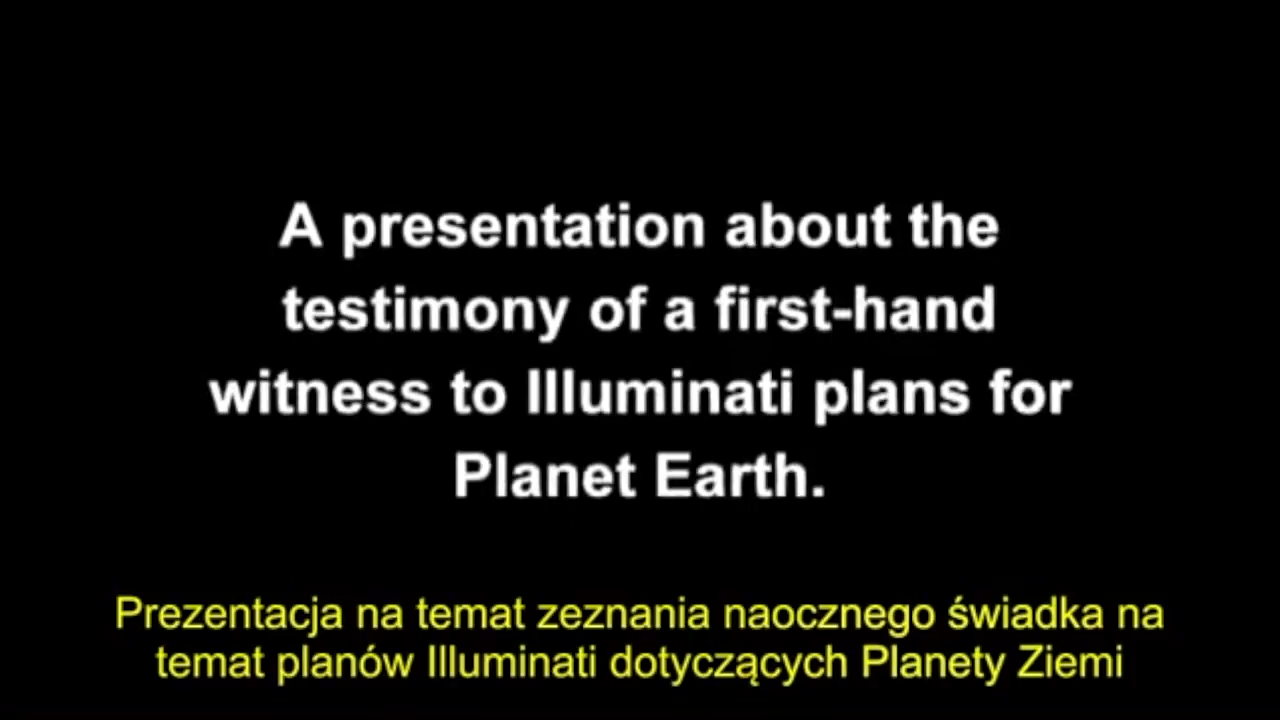 A presentation about the
testimony of a first-hand
witness to Illuminati plans for
Planet Earth.
Prezentacja na temat zeznania naocznego świadka na
temat planów Illuminati dotyczących Planety Ziemi